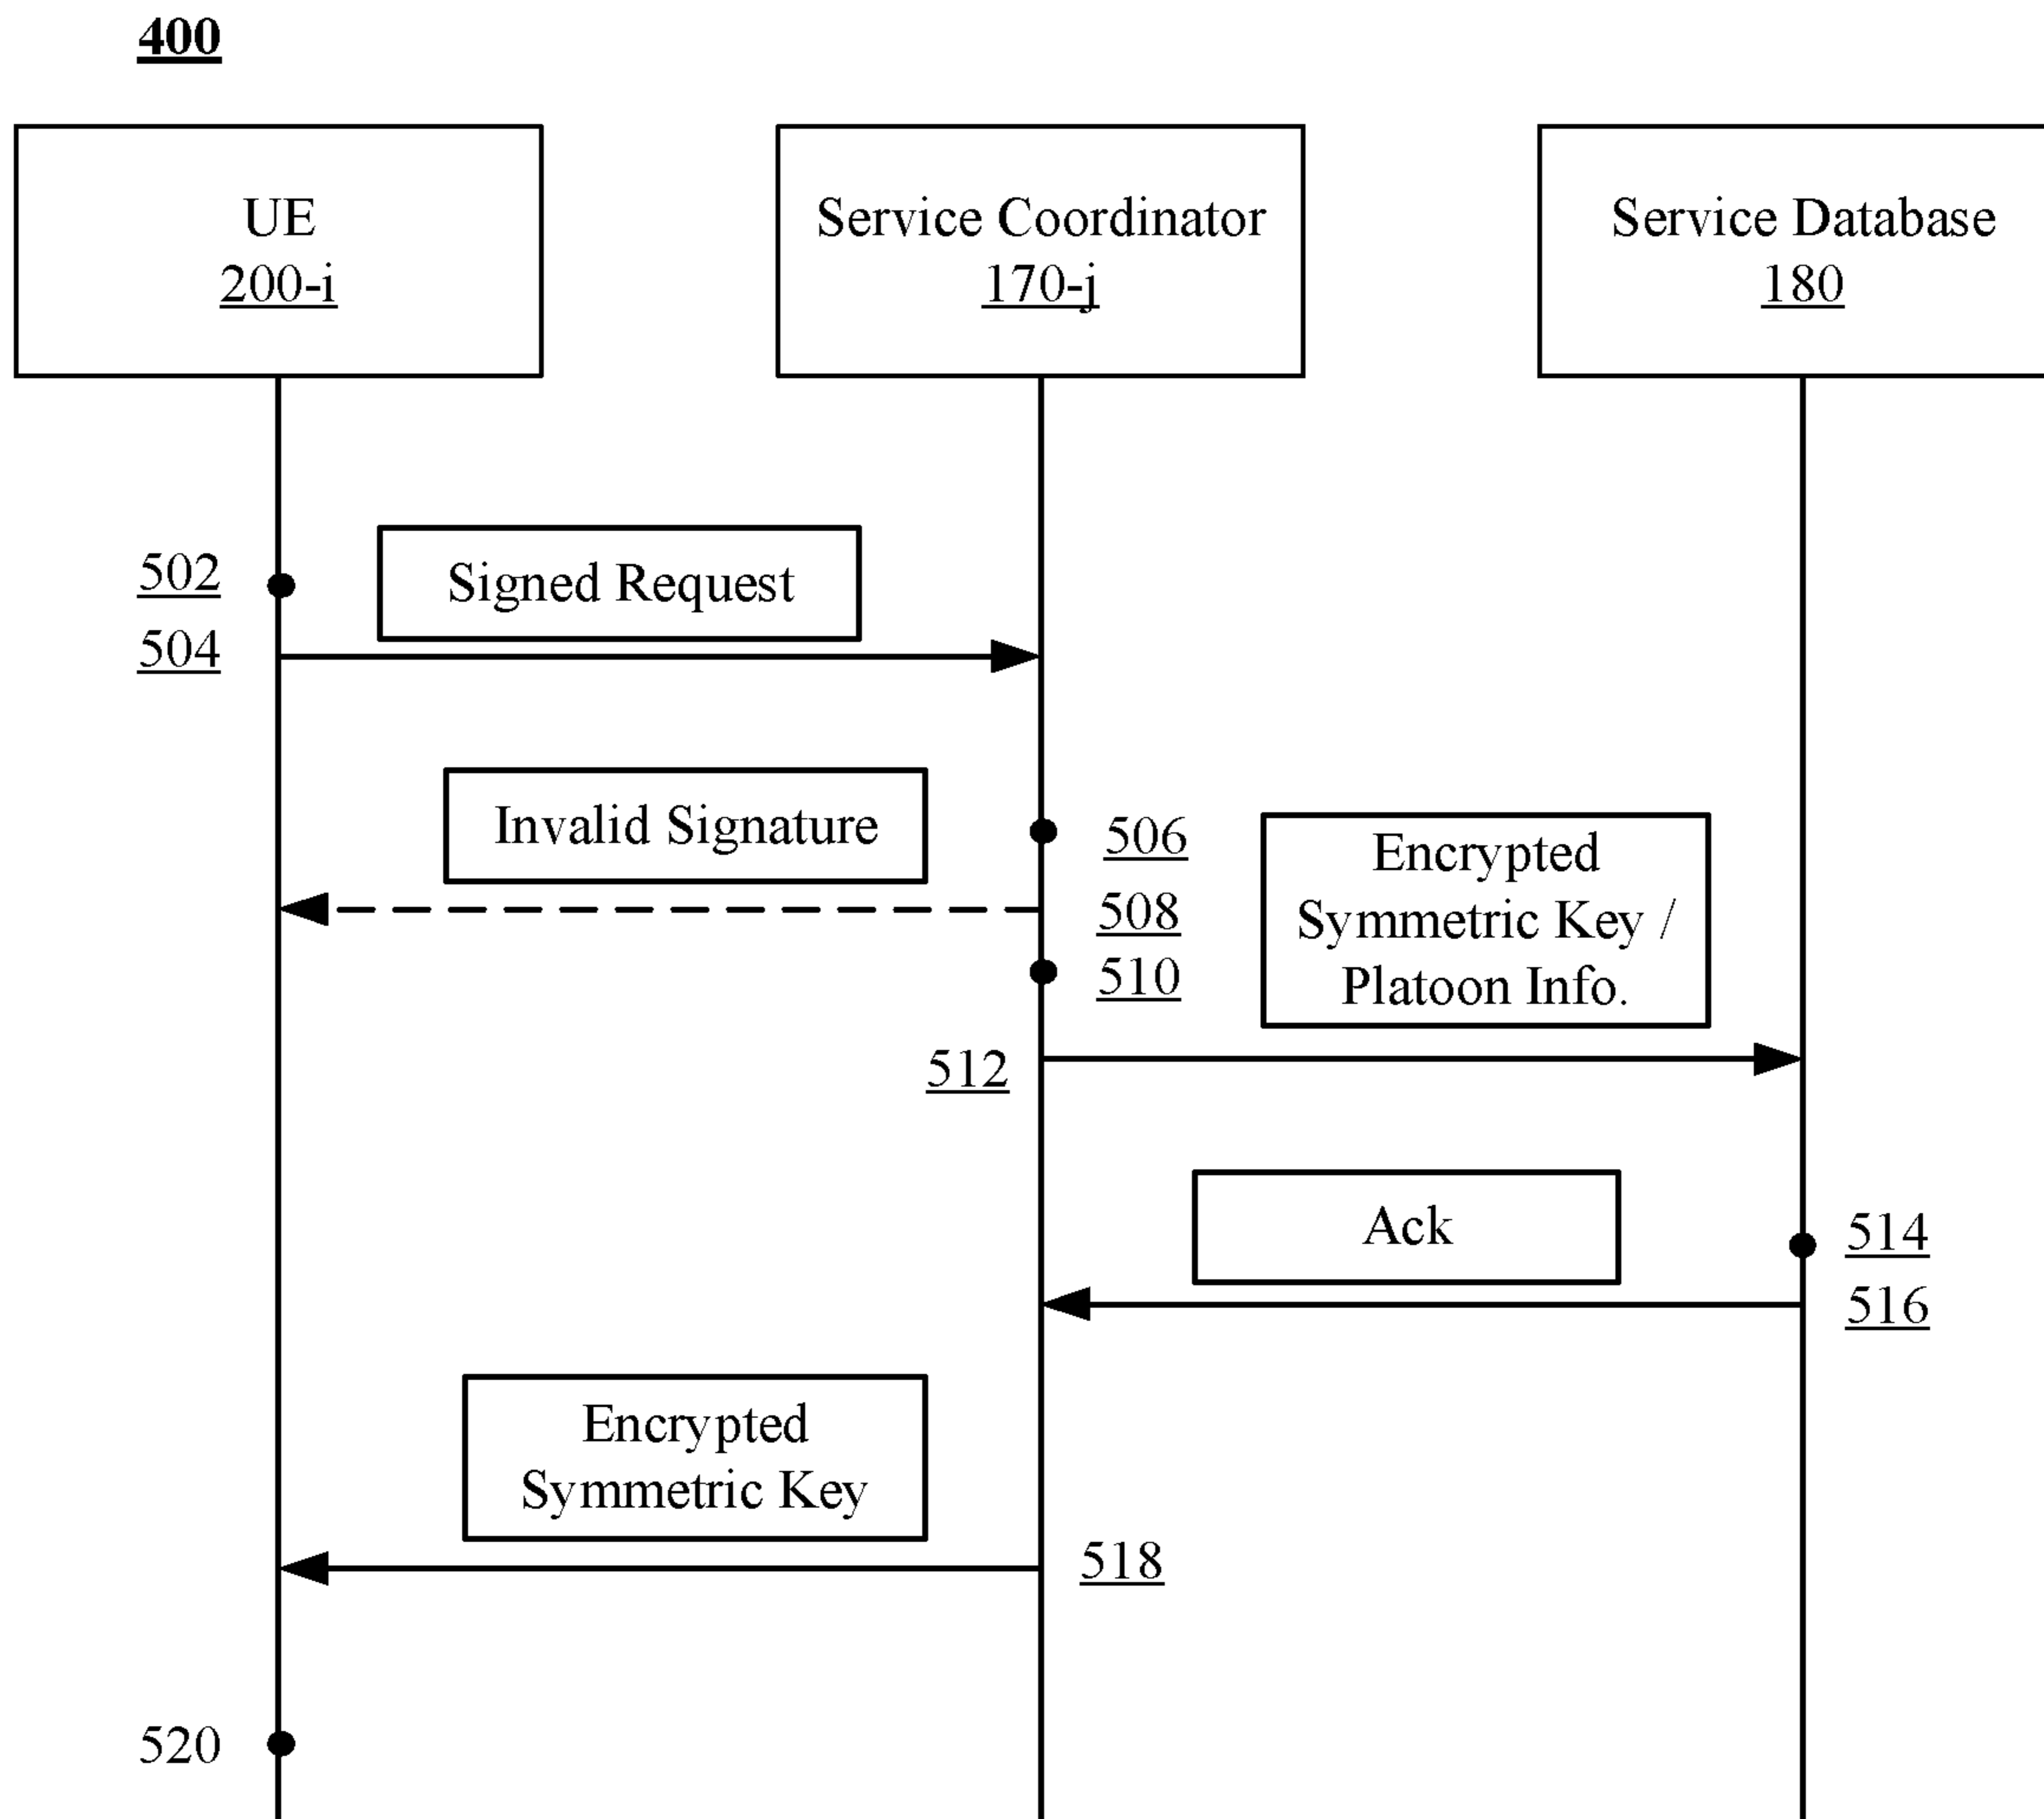 400
UE
200-i
Service Coordinator
170-j
Service Database
180
502
Signed Request
504
Invalid Signature
506
508
510
Encrypted
Symmetric Key /
Platoon Info.
512
Ack
514
516
Encrypted
Symmetric Key
518
520